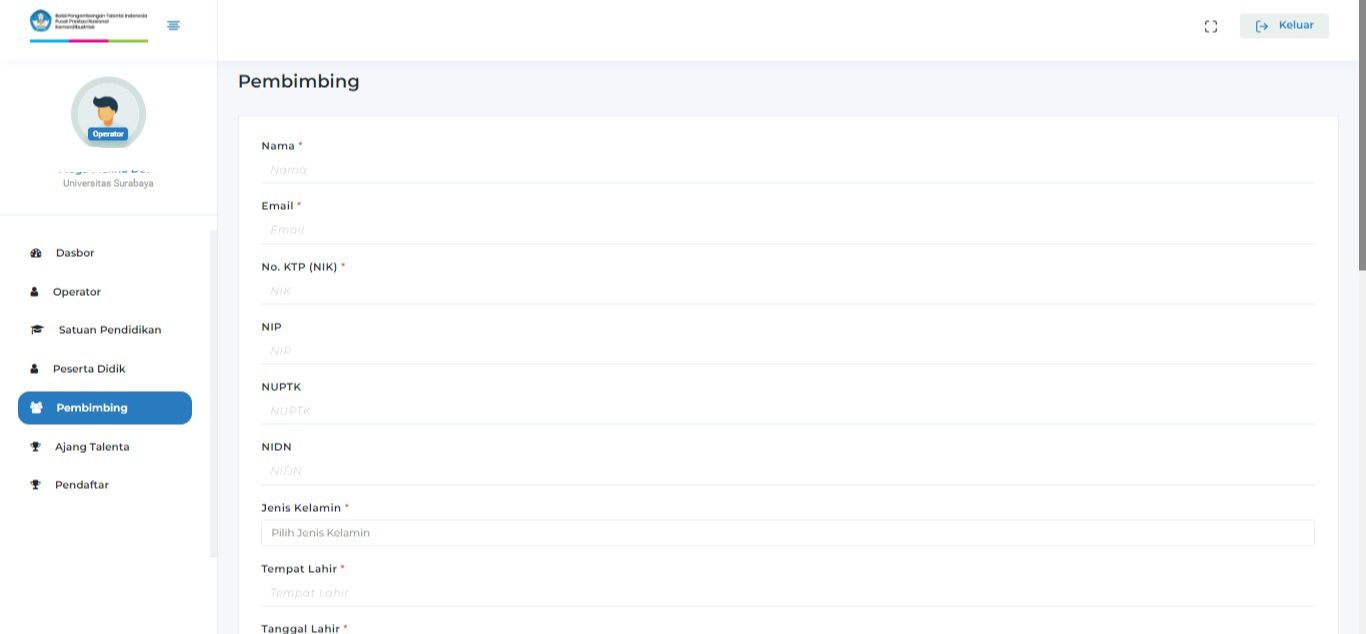 Balai Pengembangan Talenta Indonesia
Pusat Prestasi Nasional
Kemendikbudristek
Keluar
Operator
Universitas Surabaya
Dasbor
Operator
Satuan Pendidikan
Peserta Didik
Pembimbing
Ajang Talenta
Pendaftar
Pembimbing
Nama *
Nama
Email *
Email
No. KTP (NIK) *
NIK
NIP
NIP
NUPTK
NUPTK
NIDN
NIDN
Jenis Kelamin *
Pilih Jenis Kelamin
Tempat Lahir *
Tempat Lahir
Tanggal Lahir *